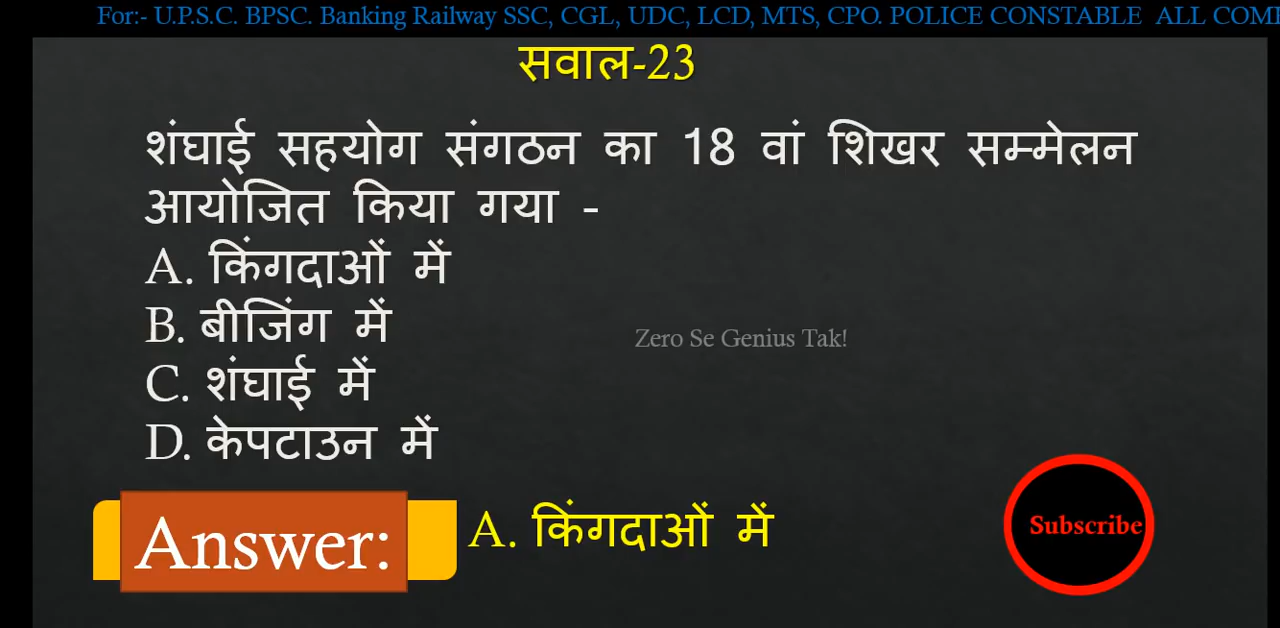 For:- U.P.S.C. BPSC. Banking Railway SSC, CGL, UDC, LCD, MTS, CPO. POLICE CONSTABLE ALL COM
सवाल-23
शंघाई सहयोग संगठन का 18 वां शिखर सम्मेलन
आयोजित किया गया -
A. किंगदाओं में
B. बीजिंग में
Zero Se Genius Tak!
C. शंघाई में
D. केपटाउन में
Answer: A. किंगदाओं में
Subscribe